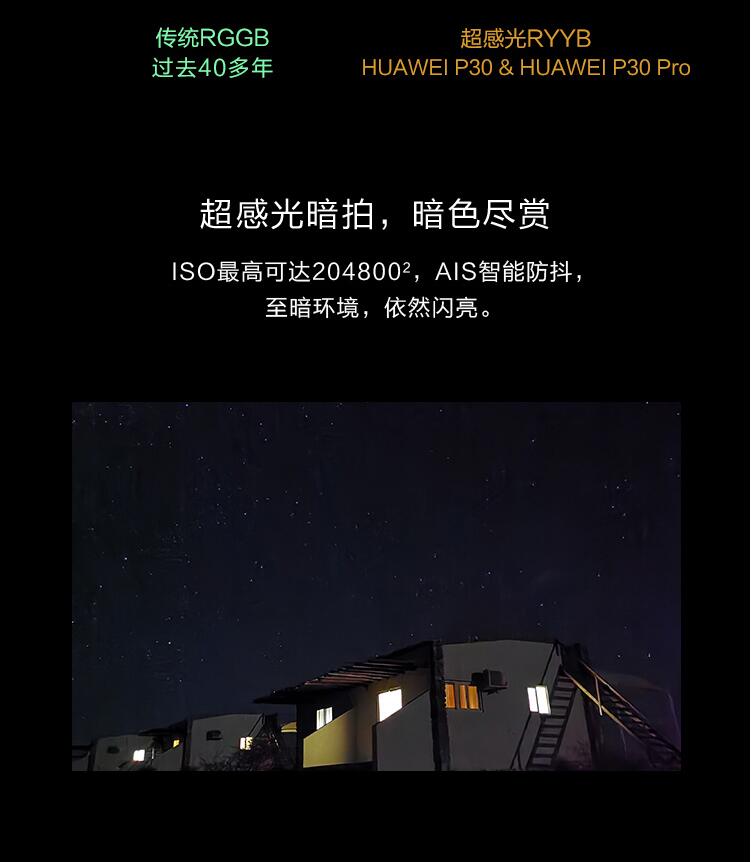 传统RGGB
过去40多年
超感光RYYB
HUAWEI P30 & HUAWEI P30 Pro
超感光暗拍，暗色尽赏
ISO最高可达204800²，AIS智能防抖，
至暗环境，依然闪亮。